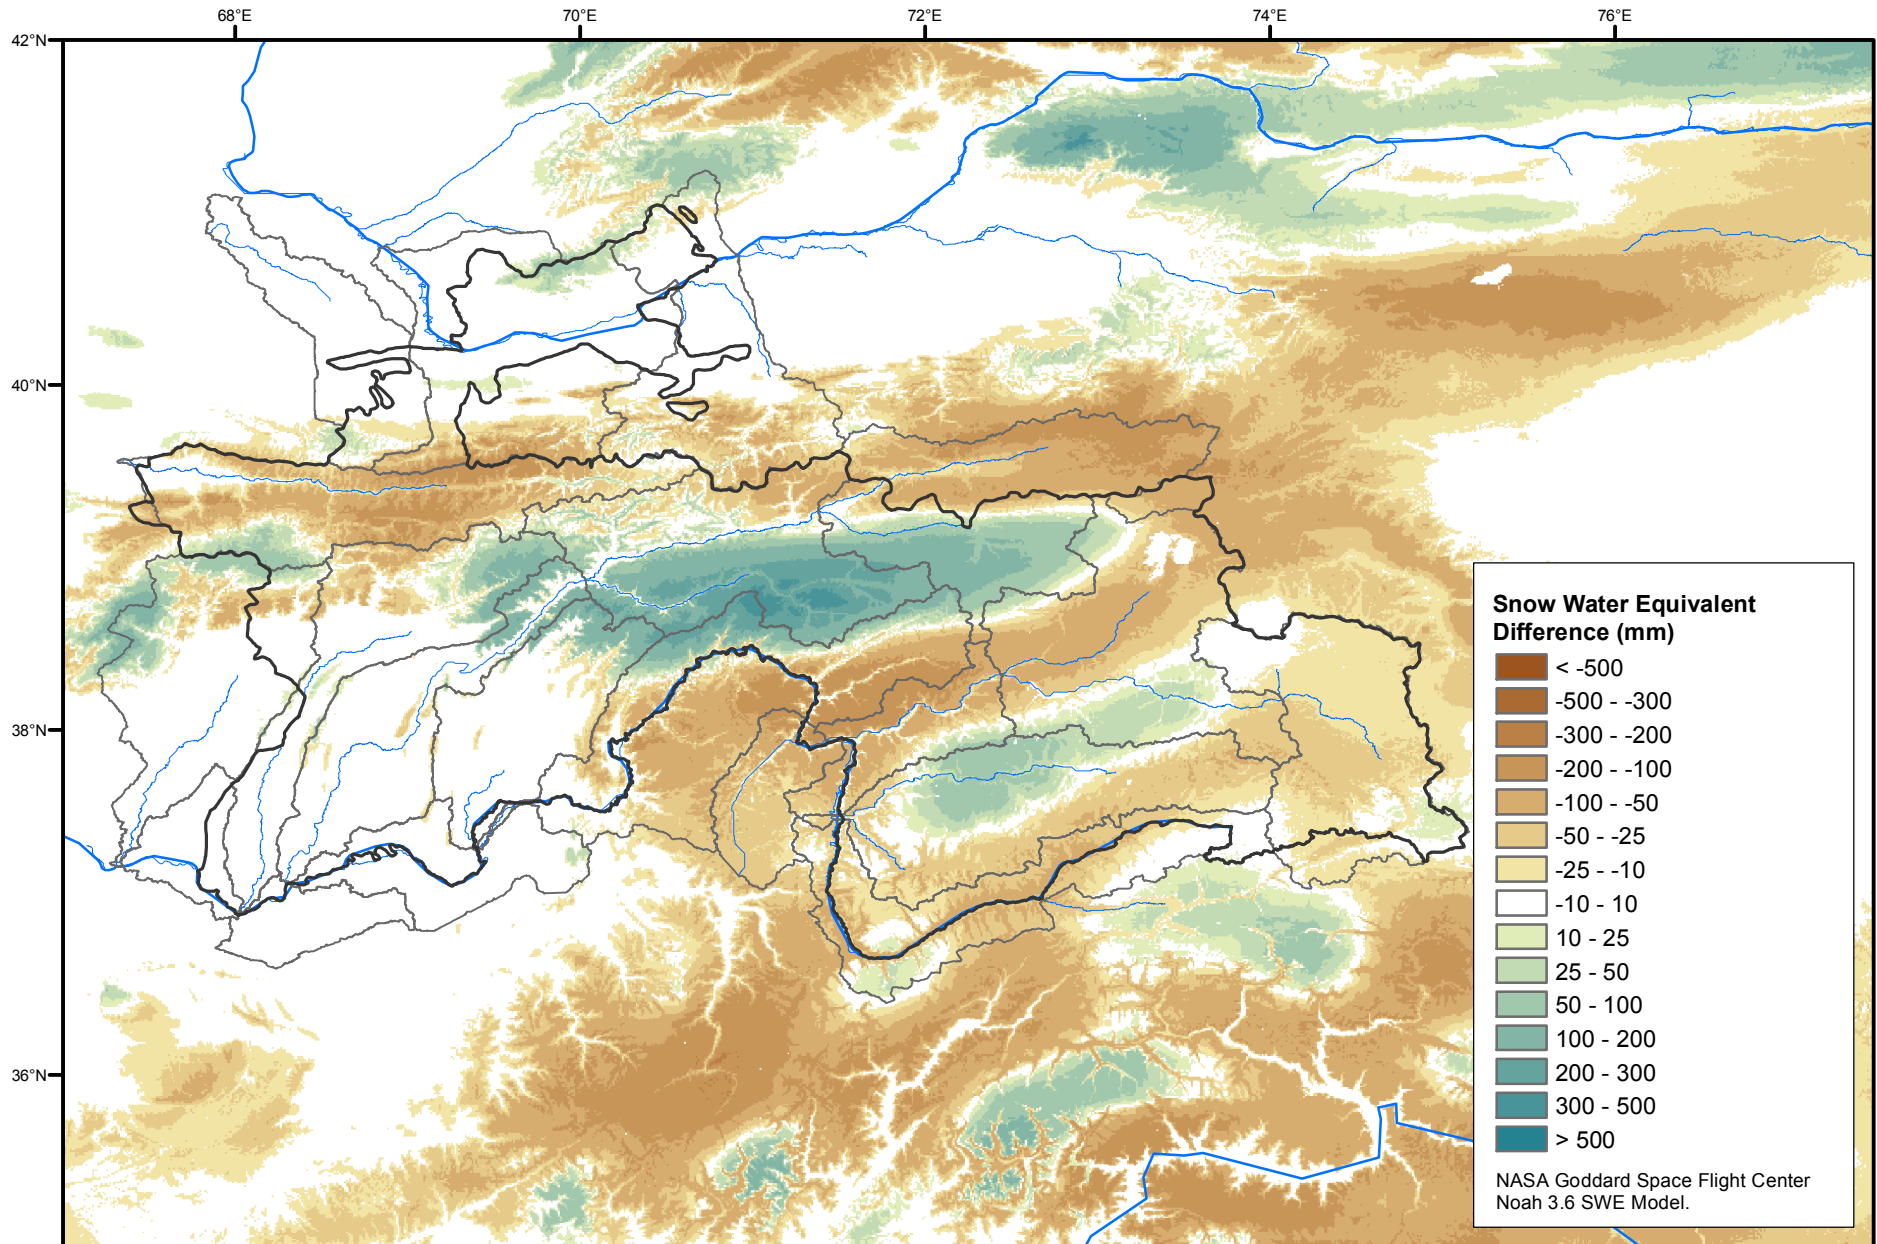 68°E
70°E
72°E
74°E
76°E
42°N
40°N
38°N
36°N
Snow Water Equivalent
Difference (mm)
< -500
-500 - -300
-300 - -200
-200 - -100
-100 - -50
-50 - -25
-25 - -10
-10 - 10
10 - 25
25 - 50
50 - 100
100 - 200
200 - 300
300 - 500
> 500
NASA Goddard Space Flight Center
Noah 3.6 SWE Model.